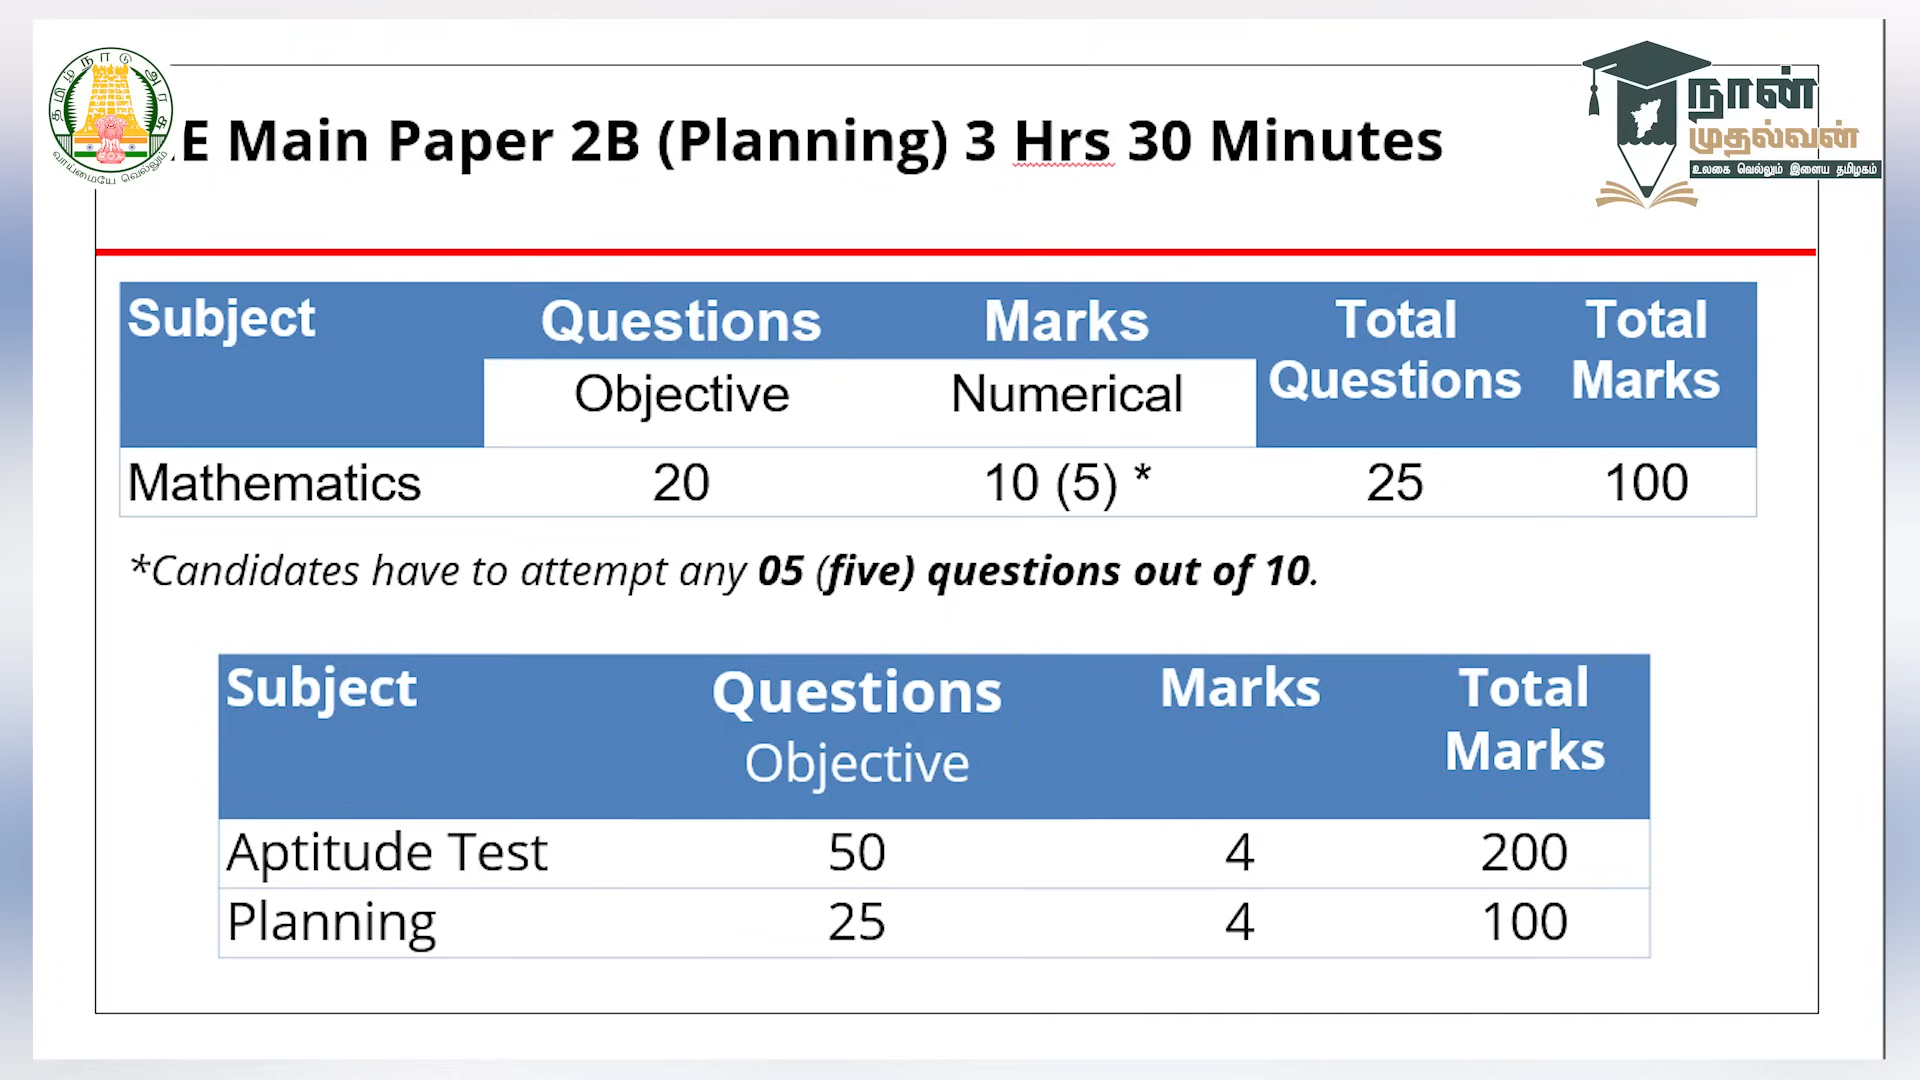 E Main Paper 2B (Planning) 3 Hrs 30 Minutes
நான்
முதல்வன்
உலகை வெல்லும் இளைய தமிழகம்
தமிழ்நாடு அரசு
வாய்மையே வெல்லும்
Subject Questions Marks Total Questions Total Marks
Objective Numerical
Mathematics 20 10 (5) * 25 100
*Candidates have to attempt any 05 (five) questions out of 10.
Subject Questions Marks Total Marks
Objective
Aptitude Test 50 4 200
Planning 25 4 100